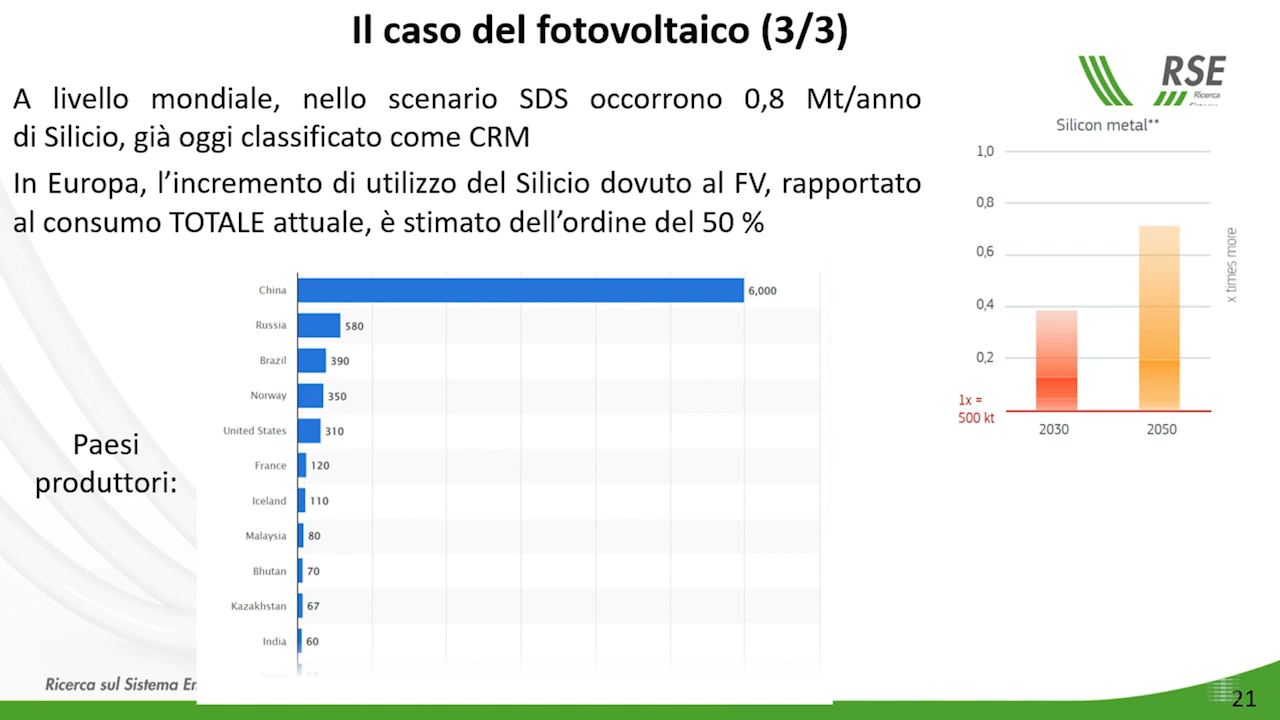 Il caso del fotovoltaico (3/3)
RSE
Ricerca
A livello mondiale, nello scenario SDS occorrono 0,8 Mt/anno
di Silicio, già oggi classificato come CRM
In Europa, l’incremento di utilizzo del Silicio dovuto al FV, rapportato
al consumo TOTALE attuale, è stimato dell’ordine del 50 %
Silicon metal**
1,0
0,8
0,6
0,4
0,2
1x =
500 kt
2030
2050
x times more
Paesi
produttori:
China 6,000
Russia 580
Brazil 390
Norway 350
United States 310
France 120
Iceland 110
Malaysia 80
Bhutan 70
Kazakhstan 67
India 60
Ricerca sul Sistema En
21